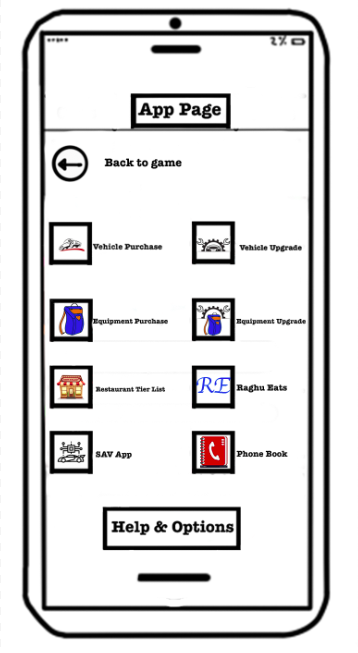 2%
App Page
Back to game
Vehicle Purchase
Vehicle Upgrade
Equipment Purchase
Equipment Upgrade
Restaurant Tier List
RE
Raghu Eats
SAV App
Phone Book
Help & Options